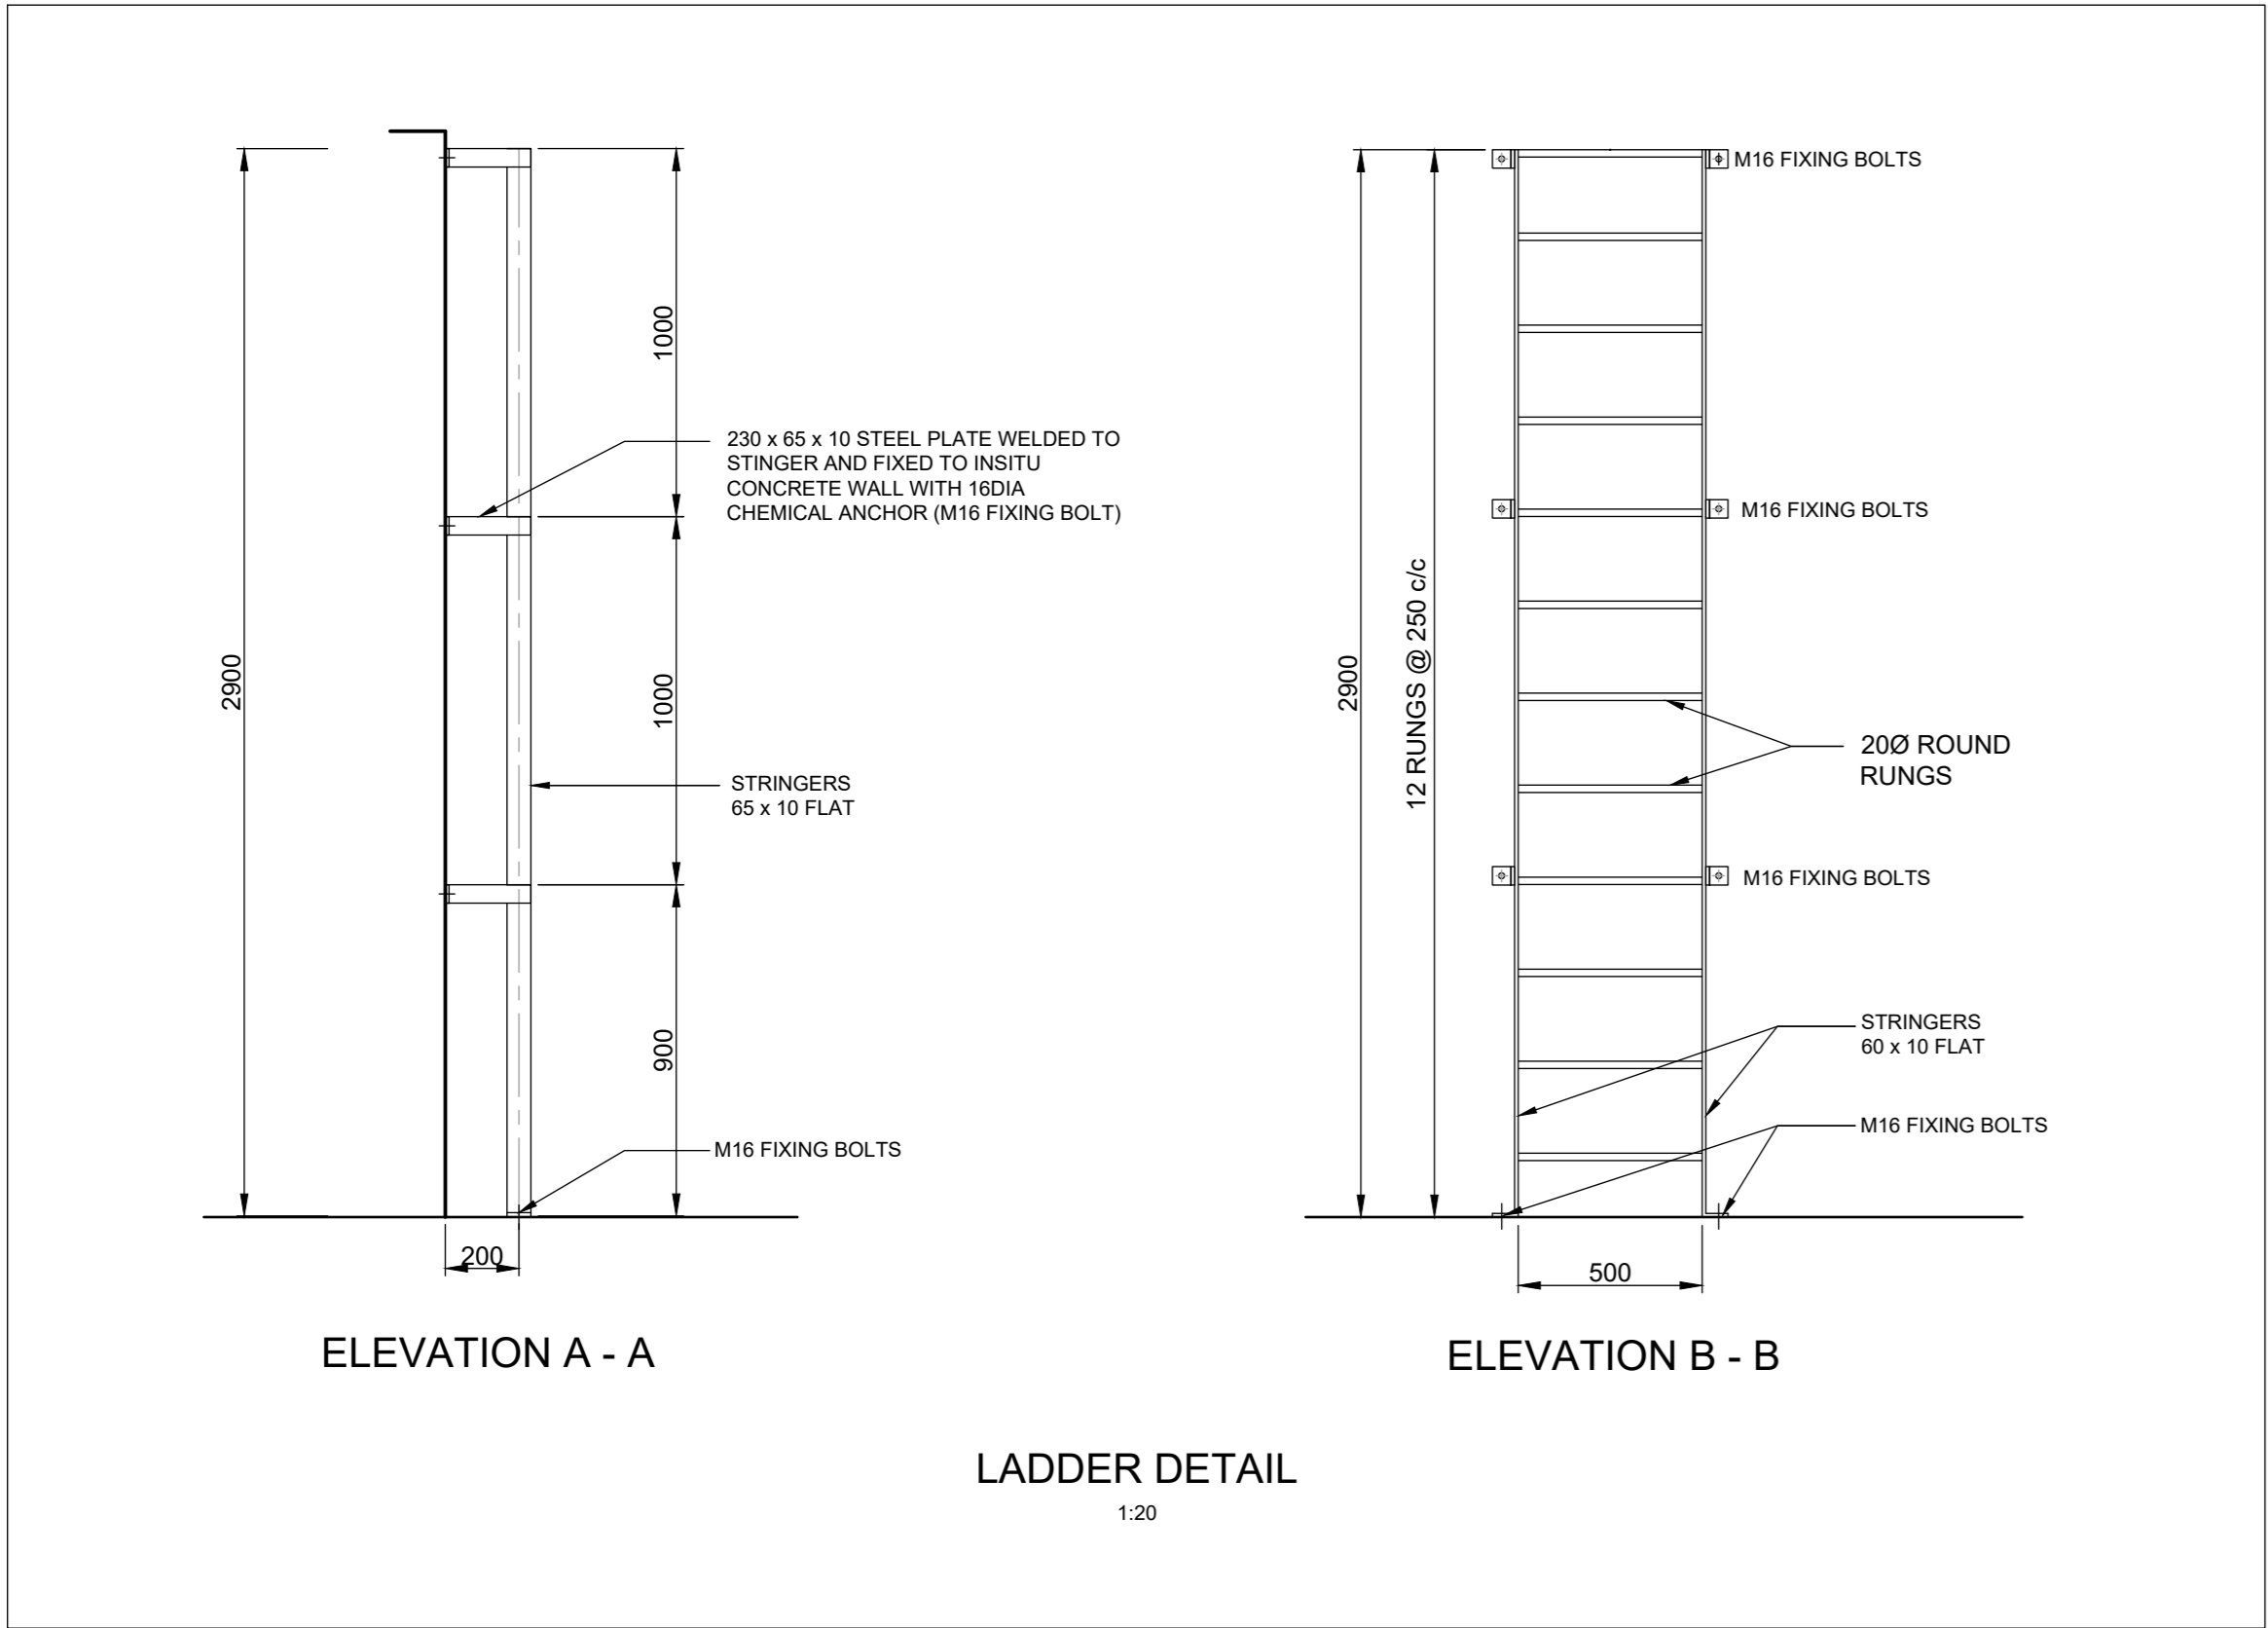 2900
1000
230 x 65 x 10 STEEL PLATE WELDED TO
STINGER AND FIXED TO INSITU
CONCRETE WALL WITH 16DIA
CHEMICAL ANCHOR (M16 FIXING BOLT)
1000
STRINGERS
65 x 10 FLAT
900
M16 FIXING BOLTS
200
ELEVATION A - A
2900
12 RUNGS @ 250 c/c
M16 FIXING BOLTS
M16 FIXING BOLTS
20Ø ROUND
RUNGS
M16 FIXING BOLTS
STRINGERS
60 x 10 FLAT
M16 FIXING BOLTS
500
ELEVATION B - B
LADDER DETAIL
1:20